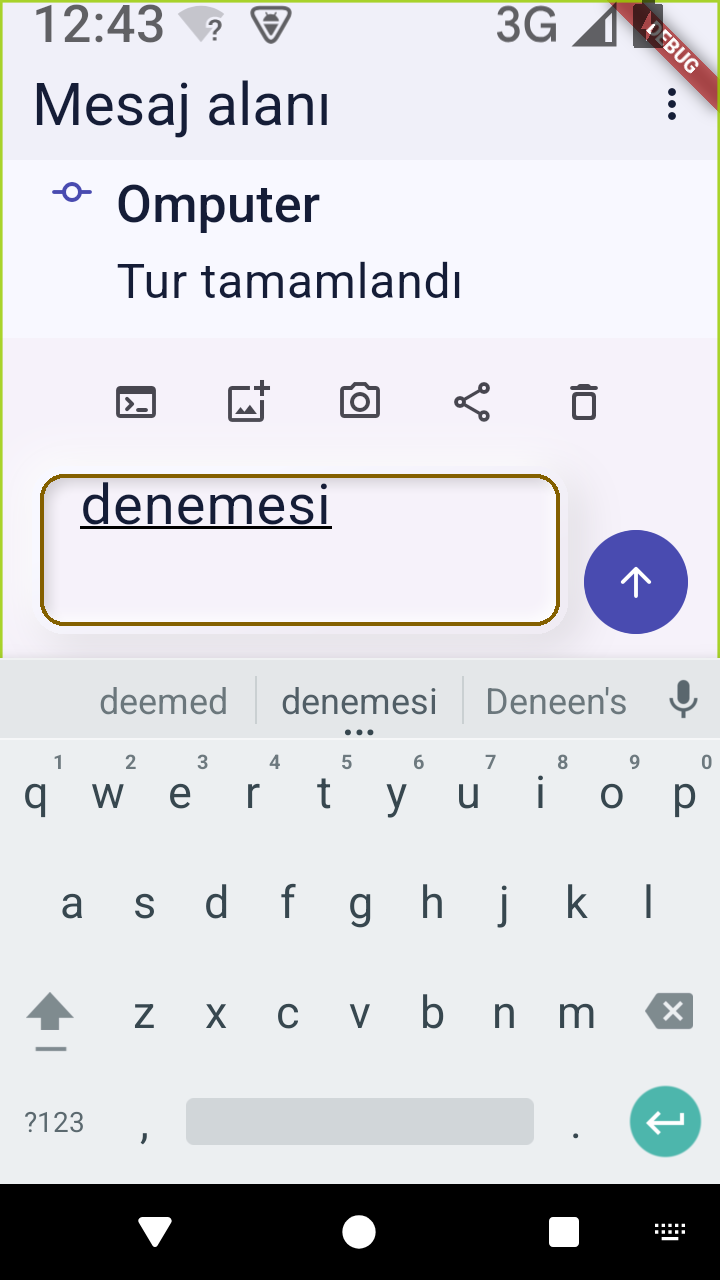 12:43
3G
DEBUG
Mesaj alanı
Omputer
Tur tamamlandı
denemesi
deemed denemesi Deneen's
1 2 3 4 5 6 7 8 9 0
q w e r t y u i o p
a s d f g h j k l
z x c v b n m
?123 , .